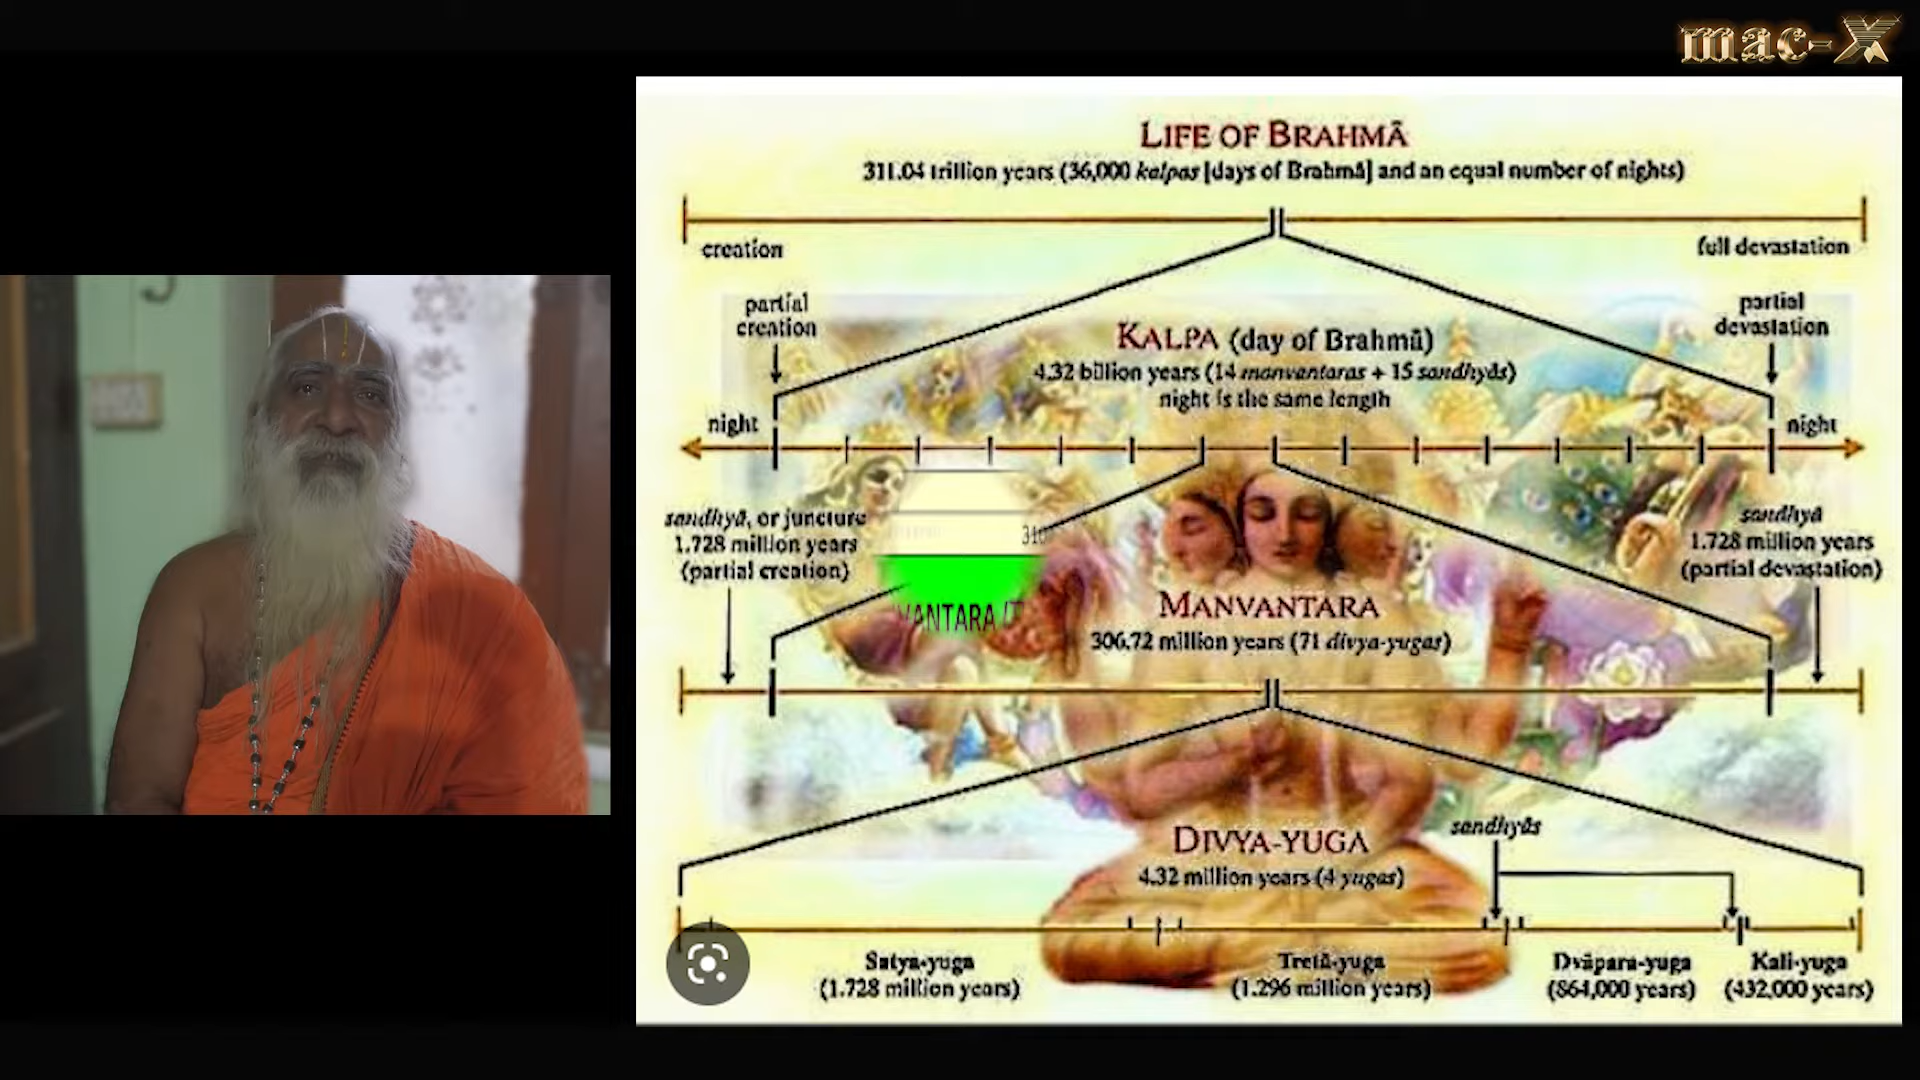 mac-X
LIFE OF BRAHMĀ
311.04 trillion years (36,000 kalpas [days of Brahmā] and an equal number of nights)
creation
full devastation
partial
creation
partial
devastation
KALPA (day of Brahmā)
4.32 billion years (14 manvantaras + 15 sandhyās)
night is the same length
night
night
sandhyā, or juncture
1.728 million years
(partial creation)
310
VANTARA
sandhyā
1.728 million years
(partial devastation)
MANVANTARA
306.72 million years (71 divya-yugas)
DIVYA-YUGA
4.32 million years (4 yugas)
sandhyās
Satya-yuga
(1.728 million years)
Tretā-yuga
(1.296 million years)
Dvāpara-yuga
(864,000 years)
Kali-yuga
(432,000 years)